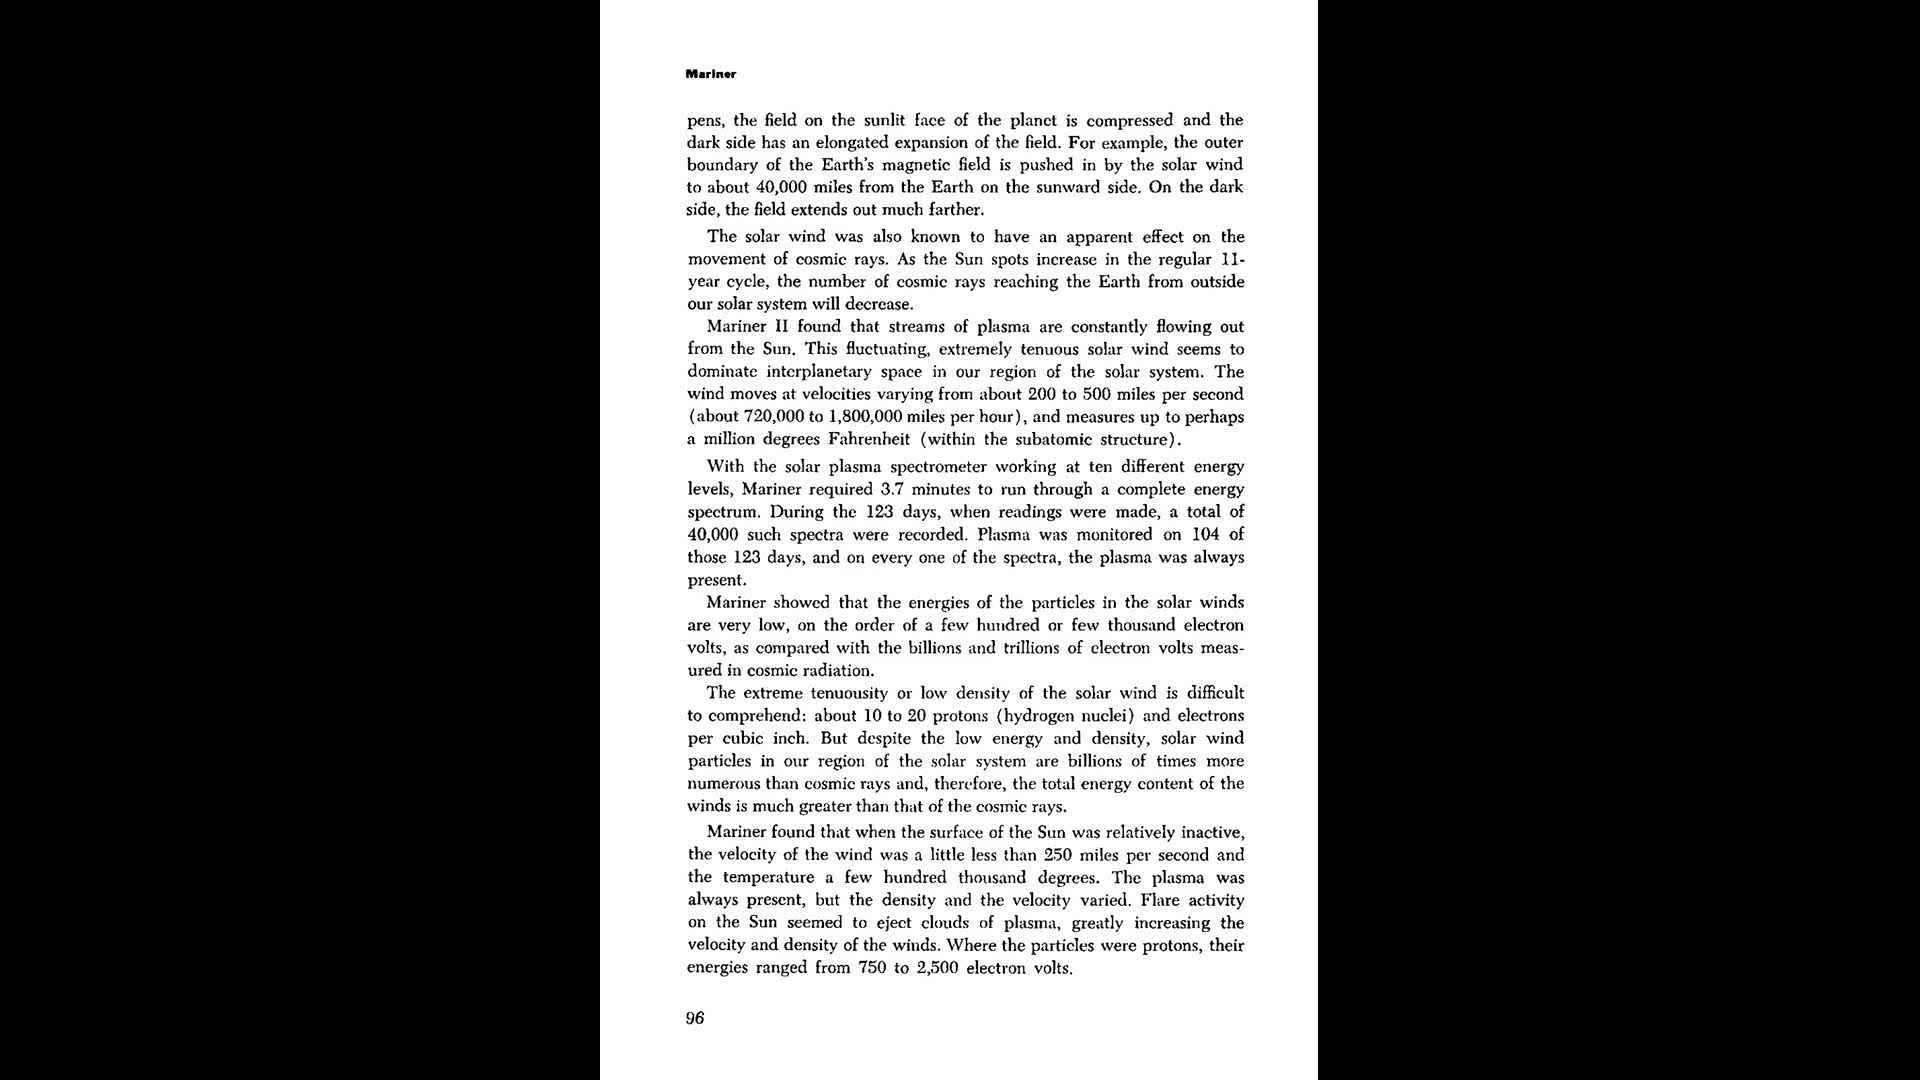 Mariner
pens, the field on the sunlit face of the planet is compressed and the
dark side has an elongated expansion of the field. For example, the outer
boundary of the Earth's magnetic field is pushed in by the solar wind
to about 40,000 miles from the Earth on the sunward side. On the dark
side, the field extends out much farther.
The solar wind was also known to have an apparent effect on the
movement of cosmic rays. As the Sun spots increase in the regular 11-
year cycle, the number of cosmic rays reaching the Earth from outside
our solar system will decrease.
Mariner II found that streams of plasma are constantly flowing out
from the Sun. This fluctuating, extremely tenuous solar wind seems to
dominate interplanetary space in our region of the solar system. The
wind moves at velocities varying from about 200 to 500 miles per second
(about 720,000 to 1,800,000 miles per hour), and measures up to perhaps
a million degrees Fahrenheit (within the subatomic structure).
With the solar plasma spectrometer working at ten different energy
levels, Mariner required 3.7 minutes to run through a complete energy
spectrum. During the 123 days, when readings were made, a total of
40,000 such spectra were recorded. Plasma was monitored on 104 of
those 123 days, and on every one of the spectra, the plasma was always
present.
Mariner showed that the energies of the particles in the solar winds
are very low, on the order of a few hundred or few thousand electron
volts, as compared with the billions and trillions of electron volts meas-
ured in cosmic radiation.
The extreme tenuousity or low density of the solar wind is difficult
to comprehend: about 10 to 20 protons (hydrogen nuclei) and electrons
per cubic inch. But despite the low energy and density, solar wind
particles in our region of the solar system are billions of times more
numerous than cosmic rays and, therefore, the total energy content of the
winds is much greater than that of the cosmic rays.
Mariner found that when the surface of the Sun was relatively inactive,
the velocity of the wind was a little less than 250 miles per second and
the temperature a few hundred thousand degrees. The plasma was
always present, but the density and the velocity varied. Flare activity
on the Sun seemed to eject clouds of plasma, greatly increasing the
velocity and density of the winds. Where the particles were protons, their
energies ranged from 750 to 2,500 electron volts.
96